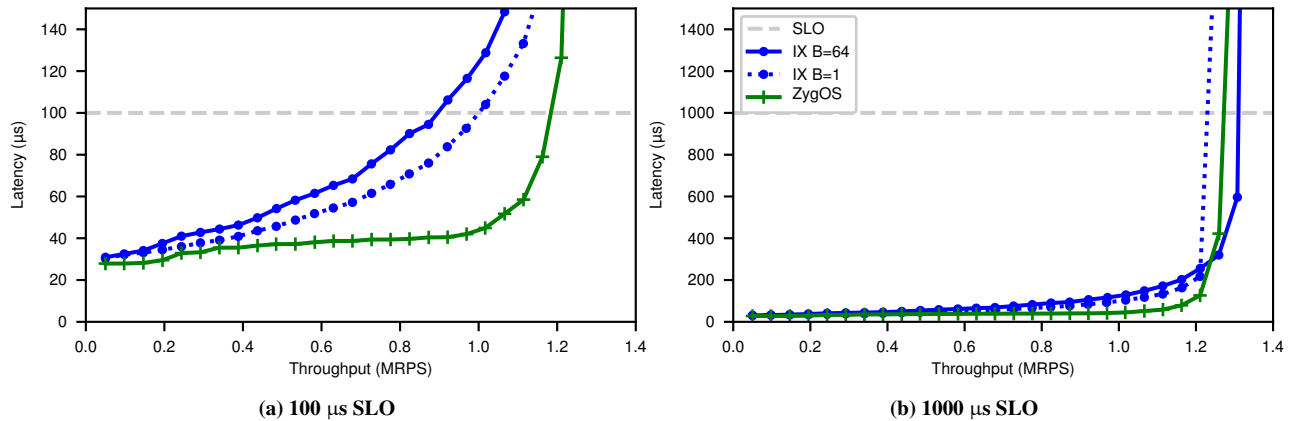 140
120
100
80
60
40
20
0
Latency (µs)
0.0 0.2 0.4 0.6 0.8 1.0 1.2 1.4
Throughput (MRPS)
(a) 100 µs SLO
1400
1200
1000
800
600
400
200
0
Latency (µs)
SLO
IX B=64
IX B=1
ZygOS
0.0 0.2 0.4 0.6 0.8 1.0 1.2 1.4
Throughput (MRPS)
(b) 1000 µs SLO